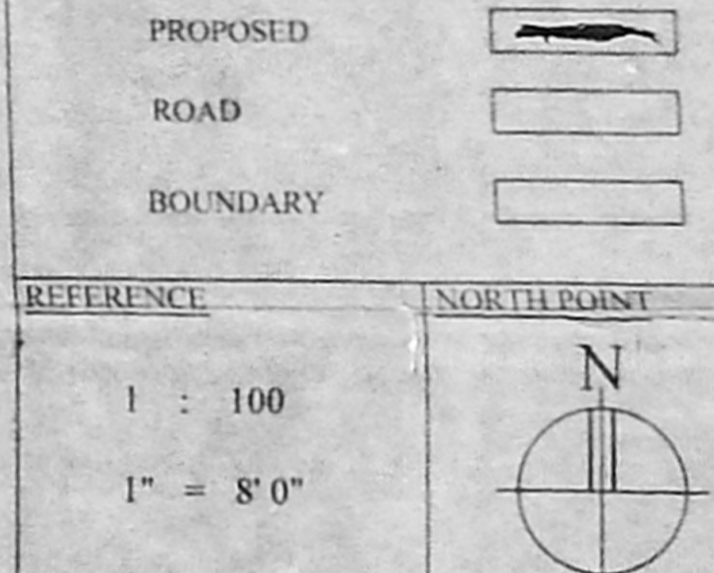 PROPOSED
ROAD
BOUNDARY
REFERENCE
NORTH POINT
N
1 : 100
1" = 8' 0"